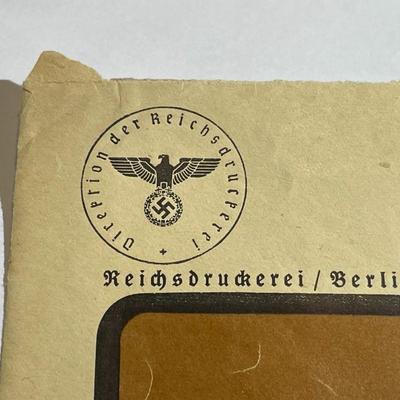 Direktion der Reichsdruckerei +
Reichsdruckerei / Berli